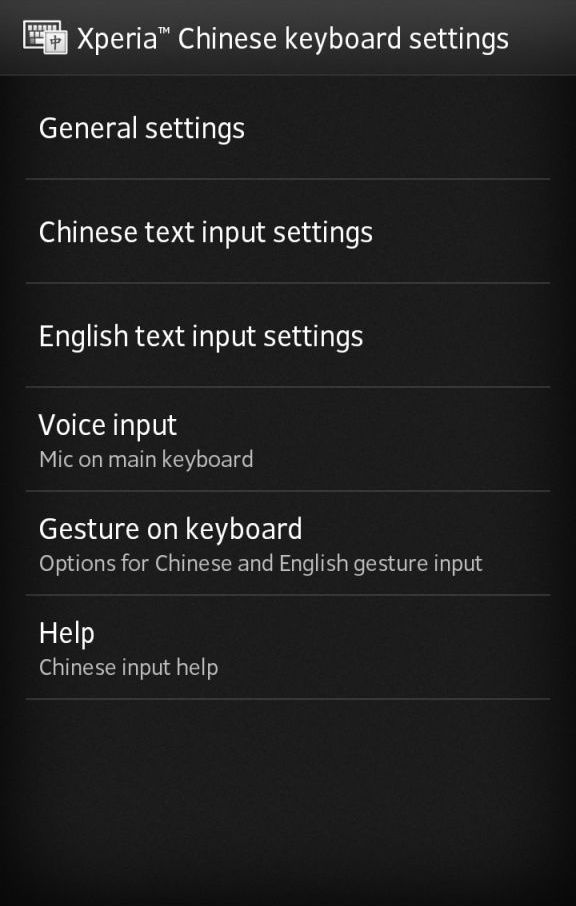 中 Xperia™ Chinese keyboard settings
General settings
Chinese text input settings
English text input settings
Voice input
Mic on main keyboard
Gesture on keyboard
Options for Chinese and English gesture input
Help
Chinese input help